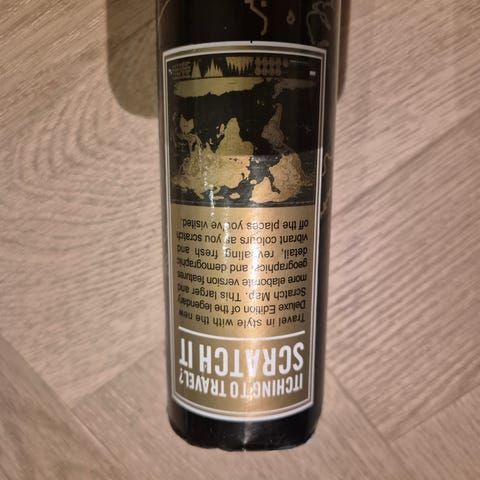 ITCHING TO TRAVEL?
SCRATCH IT
Travel in style with the new
Deluxe Edition of the legendary
Scratch Map. This larger and
more elaborate version features
geographical and demographic
detail, revealing fresh and
vibrant colours as you scratch
off the places you've visited.